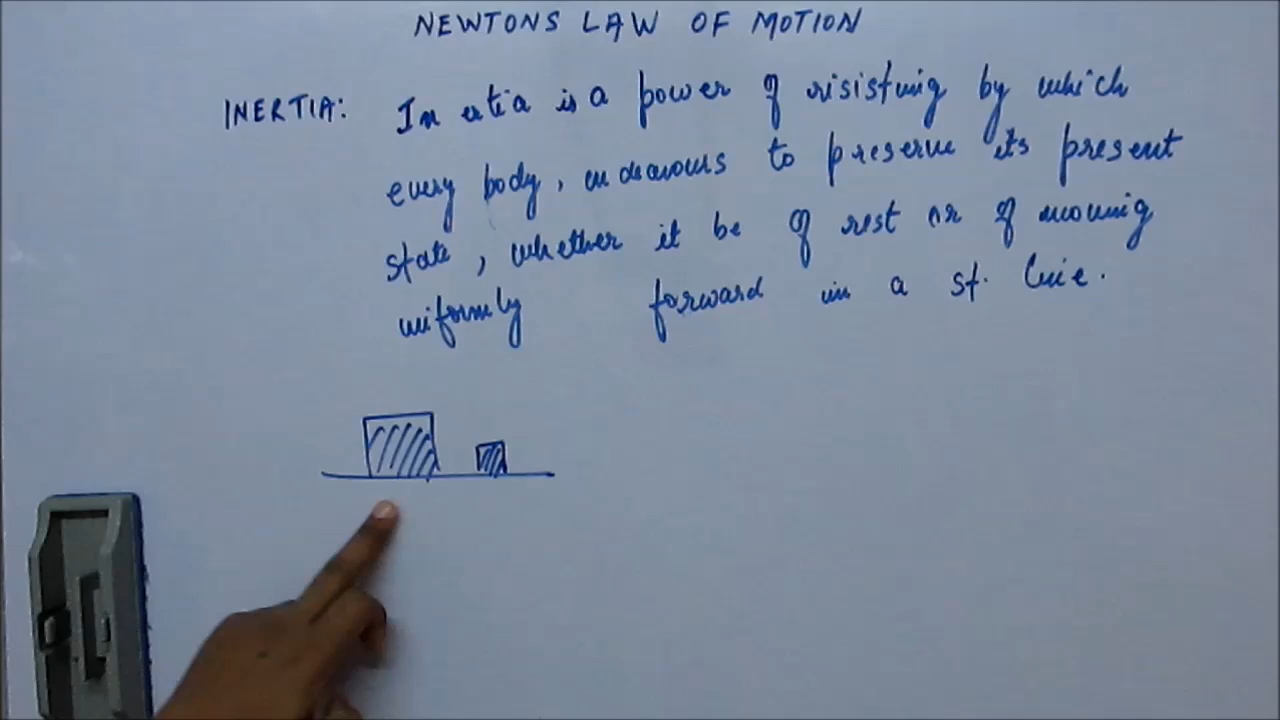 NEWTONS LAW OF MOTION
INERTIA: Inertia is a power of risisting by which
every body, endeavours to preserve its present
state, whether it be of rest or of moving
uniformly forward in a st. line.